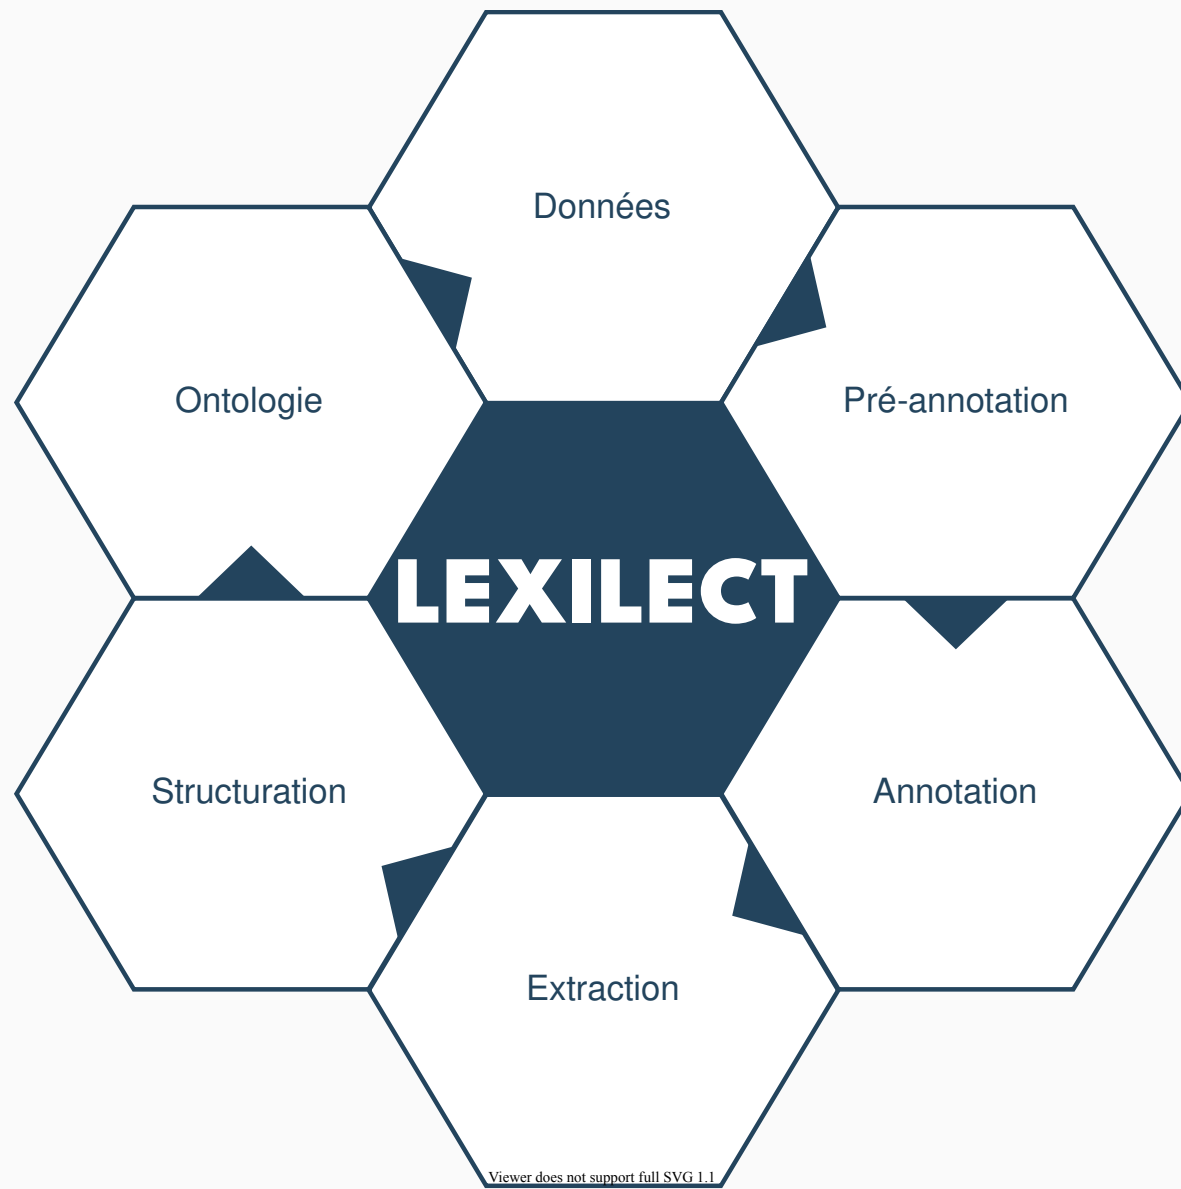 Données
Ontologie
Pré-annotation
LEXILECT
Structuration
Annotation
Extraction
Viewer does not support full SVG 1.1